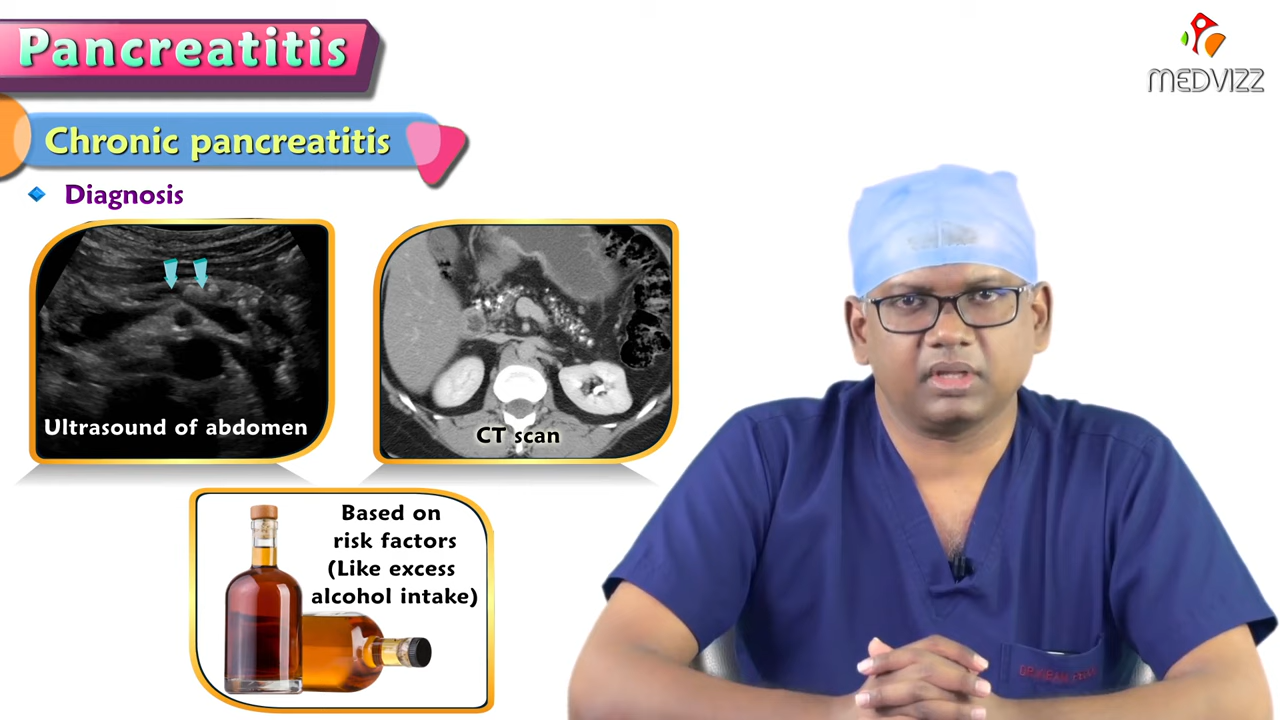 Pancreatitis
MEDVIZZ
Chronic pancreatitis
Diagnosis
Ultrasound of abdomen
CT scan
Based on
risk factors
(Like excess
alcohol intake)